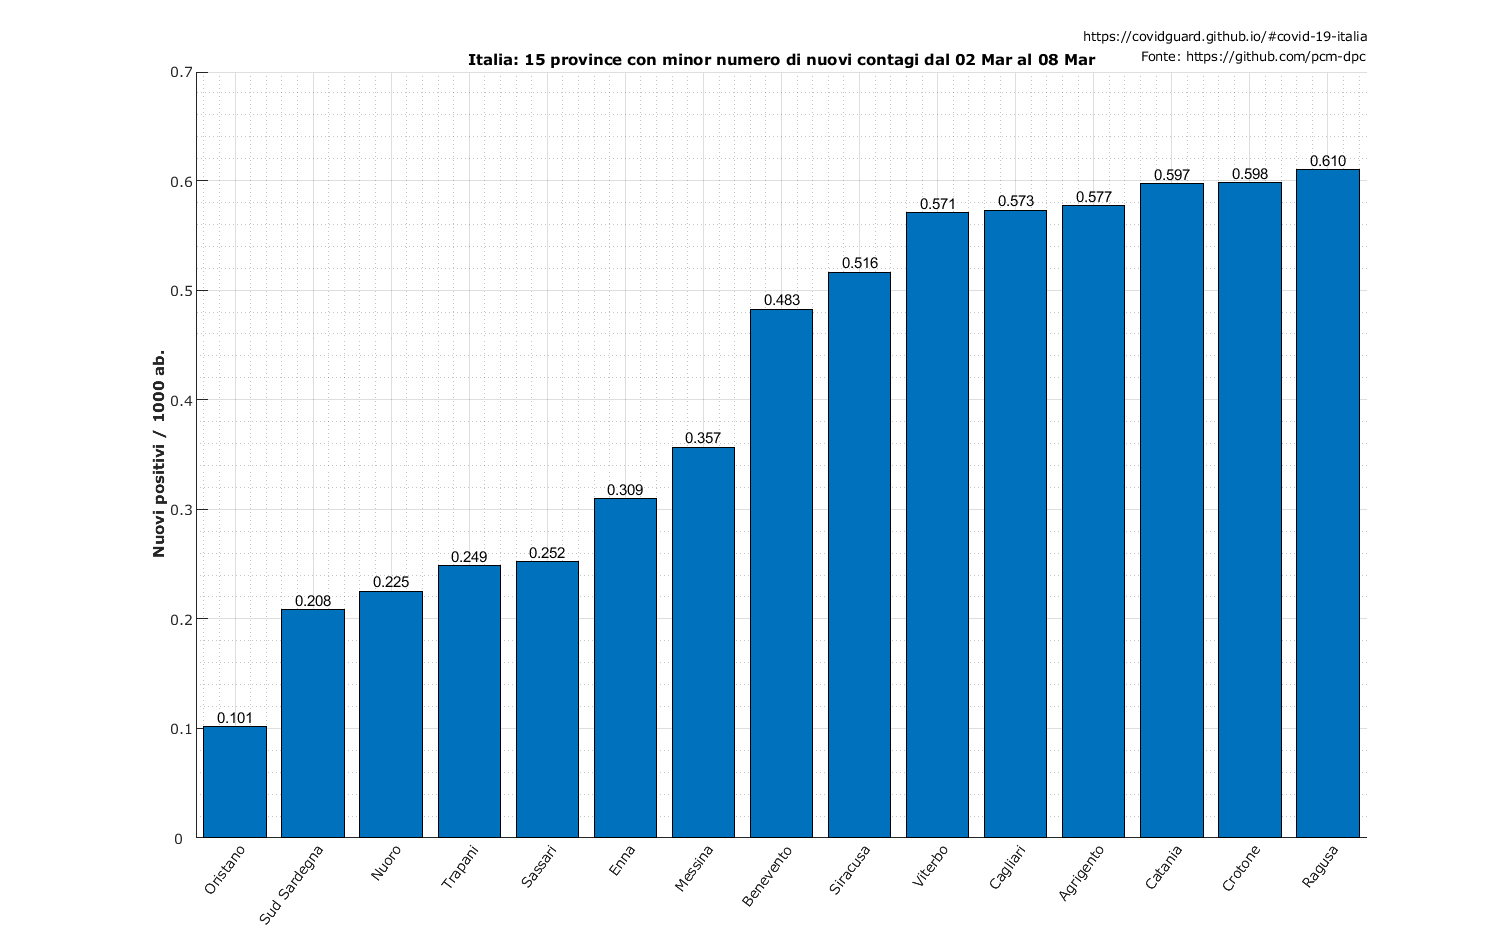 https://covidguard.github.io/#covid-19-italia
Italia: 15 province con minor numero di nuovi contagi dal 02 Mar al 08 Mar
Fonte: https://github.com/pcm-dpc
Nuovi positivi / 1000 ab.
0.7
0.6
0.5
0.4
0.3
0.2
0.1
0
0.101
0.208
0.225
0.249
0.252
0.309
0.357
0.483
0.516
0.571
0.573
0.577
0.597
0.598
0.610
Oristano
Sud Sardegna
Nuoro
Trapani
Sassari
Enna
Messina
Benevento
Siracusa
Viterbo
Cagliari
Agrigento
Catania
Crotone
Ragusa